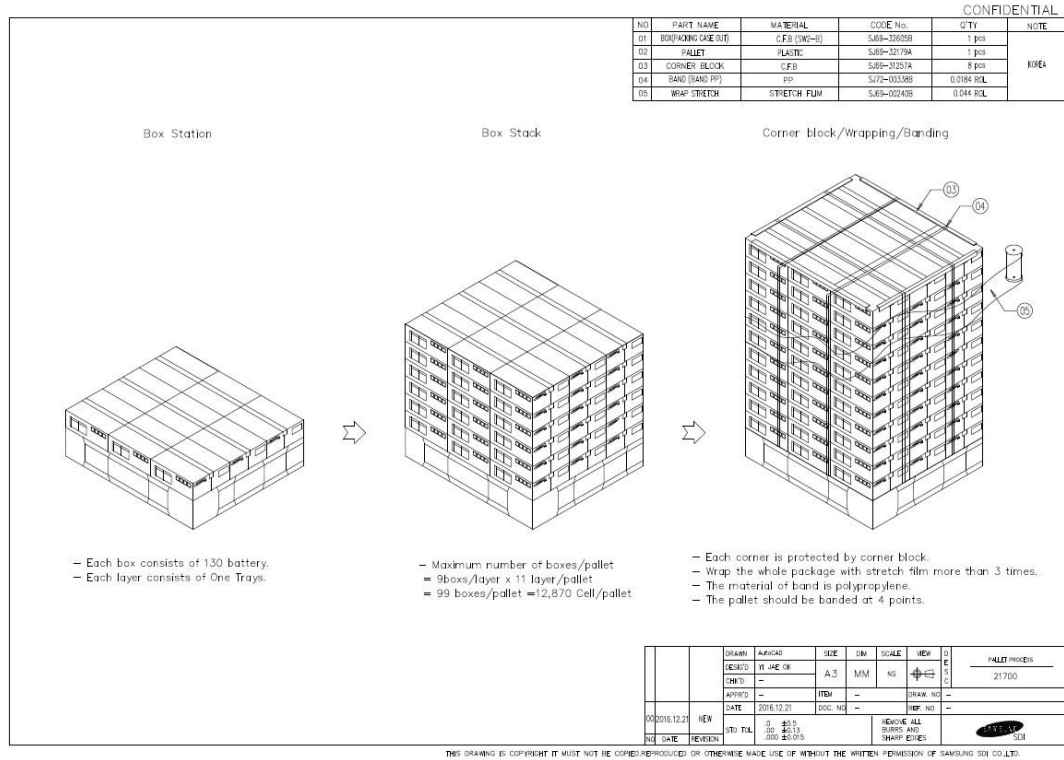 CONFIDENTIAL
NO PART NAME MATERIAL CODE No. Q'TY NOTE
01 BOX(PACKING CASE OUT) C.F.B (SW2-B) SJ69-32605B 1 pcs
02 PALLET PLASTIC SJ69-32179A 1 pcs
03 CORNER BLOCK C.F.B SJ69-31257A 8 pcs KOREA
04 BAND (BAND PP) PP SJ72-00338B 0.0184 ROL
05 WRAP STRETCH STRETCH FLIM SJ69-00240B 0.044 ROL
Box Station
Box Stack
Corner block/Wrapping/Banding
03
04
05
- Each box consists of 130 battery.
- Each layer consists of One Trays.
- Maximum number of boxes/pallet
= 9boxs/layer x 11 layer/pallet
= 99 boxes/pallet =12,870 Cell/pallet
- Each corner is protected by corner block.
- Wrap the whole package with stretch film more than 3 times.
- The material of band is polypropylene.
- The pallet should be banded at 4 points.
DRAWN AutoCAD SIZE DIM SCALE VIEW DESC PALLET PROCESS
DESIG'D YI JAE OK A3 MM NS 21700
CHK'D -
APPR'D - ITEM - DRAW. NO -
DATE 2016.12.21 DOC. NO - REF. NO -
00 2016.12.21 NEW
STD TOL .0 ±0.5
.00 ±0.13
.000 ±0.015
REMOVE ALL
BURRS AND
SHARP EDGES
SAMSUNG SDI
NO DATE REVISION
THIS DRAWING IS COPYRIGHT IT MUST NOT BE COPIED.REPRODUCED OR OTHERWISE MADE USE OF WITHOUT THE WRITTEN PERMISSION OF SAMSUNG SDI CO.,LTD.